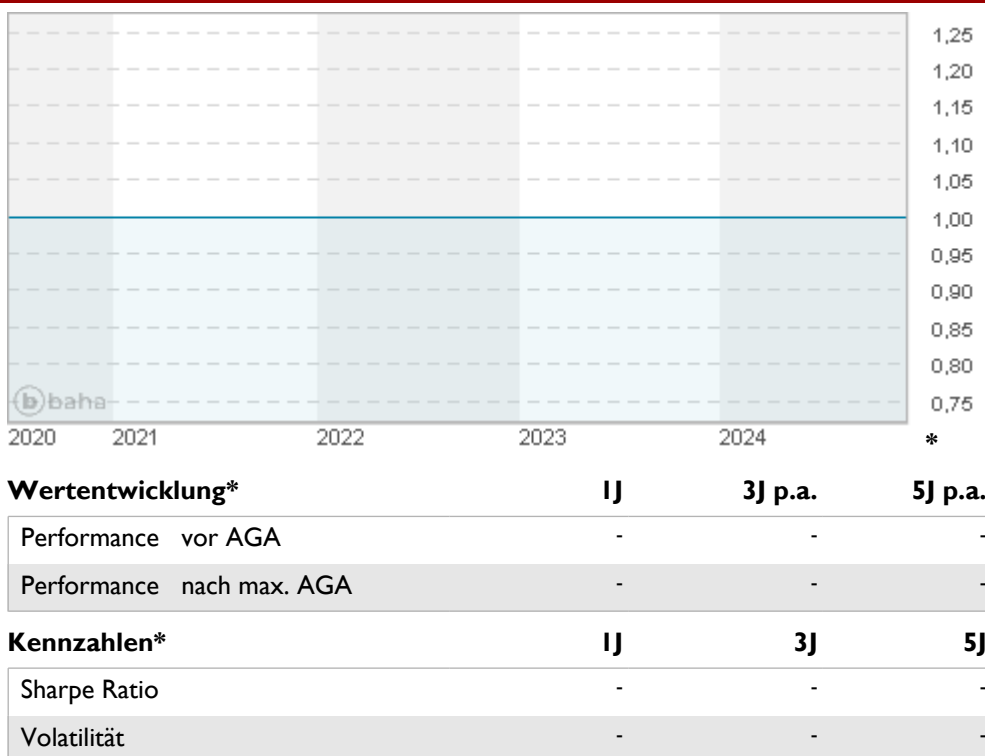 1,25
1,20
1,15
1,10
1,05
1,00
0,95
0,90
0,85
0,80
0,75
b baha
2020 2021 2022 2023 2024 *
Wertentwicklung* 1J 3J p.a. 5J p.a.
Performance vor AGA - - -
Performance nach max. AGA - - -
Kennzahlen* 1J 3J 5J
Sharpe Ratio - - -
Volatilität - - -